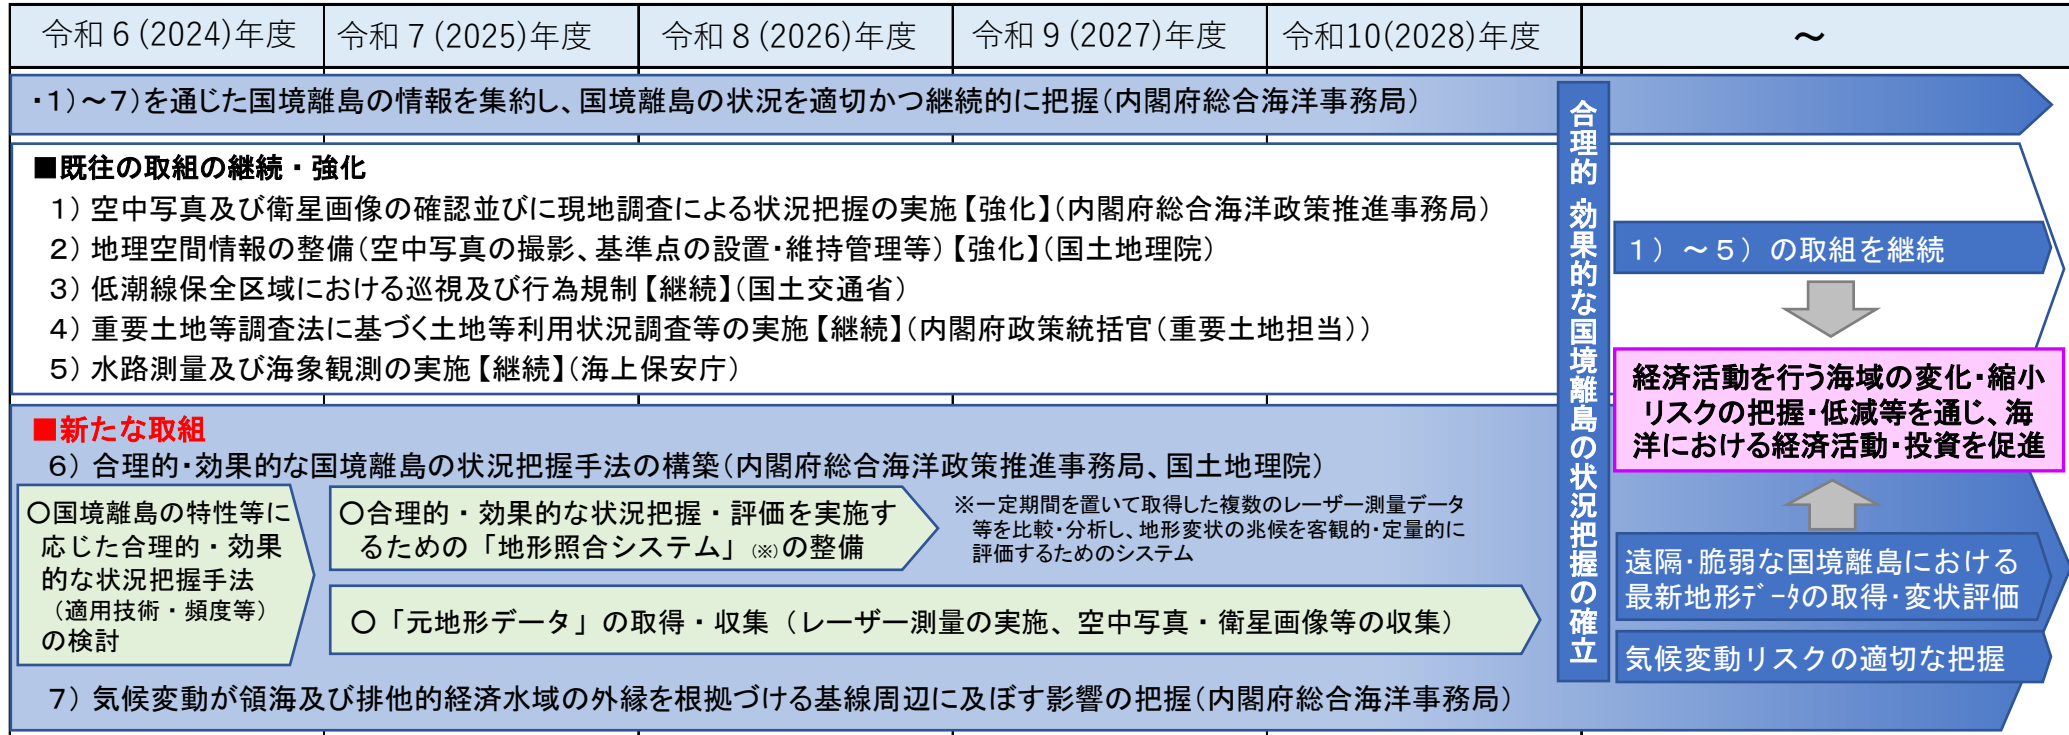 令和６(2024)年度
令和７(2025)年度
令和８(2026)年度
令和９(2027)年度
令和10(2028)年度
～
・1）～7）を通じた国境離島の情報を集約し、国境離島の状況を適切かつ継続的に把握（内閣府総合海洋事務局）
■既往の取組の継続・強化
1）空中写真及び衛星画像の確認並びに現地調査による状況把握の実施【強化】（内閣府総合海洋政策推進事務局）
2）地理空間情報の整備（空中写真の撮影、基準点の設置・維持管理等）【強化】（国土地理院）
3）低潮線保全区域における巡視及び行為規制【継続】（国土交通省）
4）重要土地等調査法に基づく土地等利用状況調査等の実施【継続】（内閣府政策統括官（重要土地担当））
5）水路測量及び海象観測の実施【継続】（海上保安庁）
■新たな取組
6）合理的・効果的な国境離島の状況把握手法の構築（内閣府総合海洋政策推進事務局、国土地理院）
〇国境離島の特性等に
応じた合理的・効果
的な状況把握手法
（適用技術・頻度等）
の検討
〇合理的・効果的な状況把握・評価を実施す
るための「地形照合システム」（※）の整備
※一定期間を置いて取得した複数のレーザー測量データ
等を比較・分析し、地形変状の兆候を客観的・定量的に
評価するためのシステム
〇「元地形データ」の取得・収集（レーザー測量の実施、空中写真・衛星画像等の収集）
7）気候変動が領海及び排他的経済水域の外縁を根拠づける基線周辺に及ぼす影響の把握（内閣府総合海洋事務局）
合理的・効果的な国境離島の状況把握の確立
１）～５）の取組を継続
経済活動を行う海域の変化・縮小
リスクの把握・低減等を通じ、海
洋における経済活動・投資を促進
遠隔・脆弱な国境離島における
最新地形ﾃﾞｰﾀの取得・変状評価
気候変動リスクの適切な把握